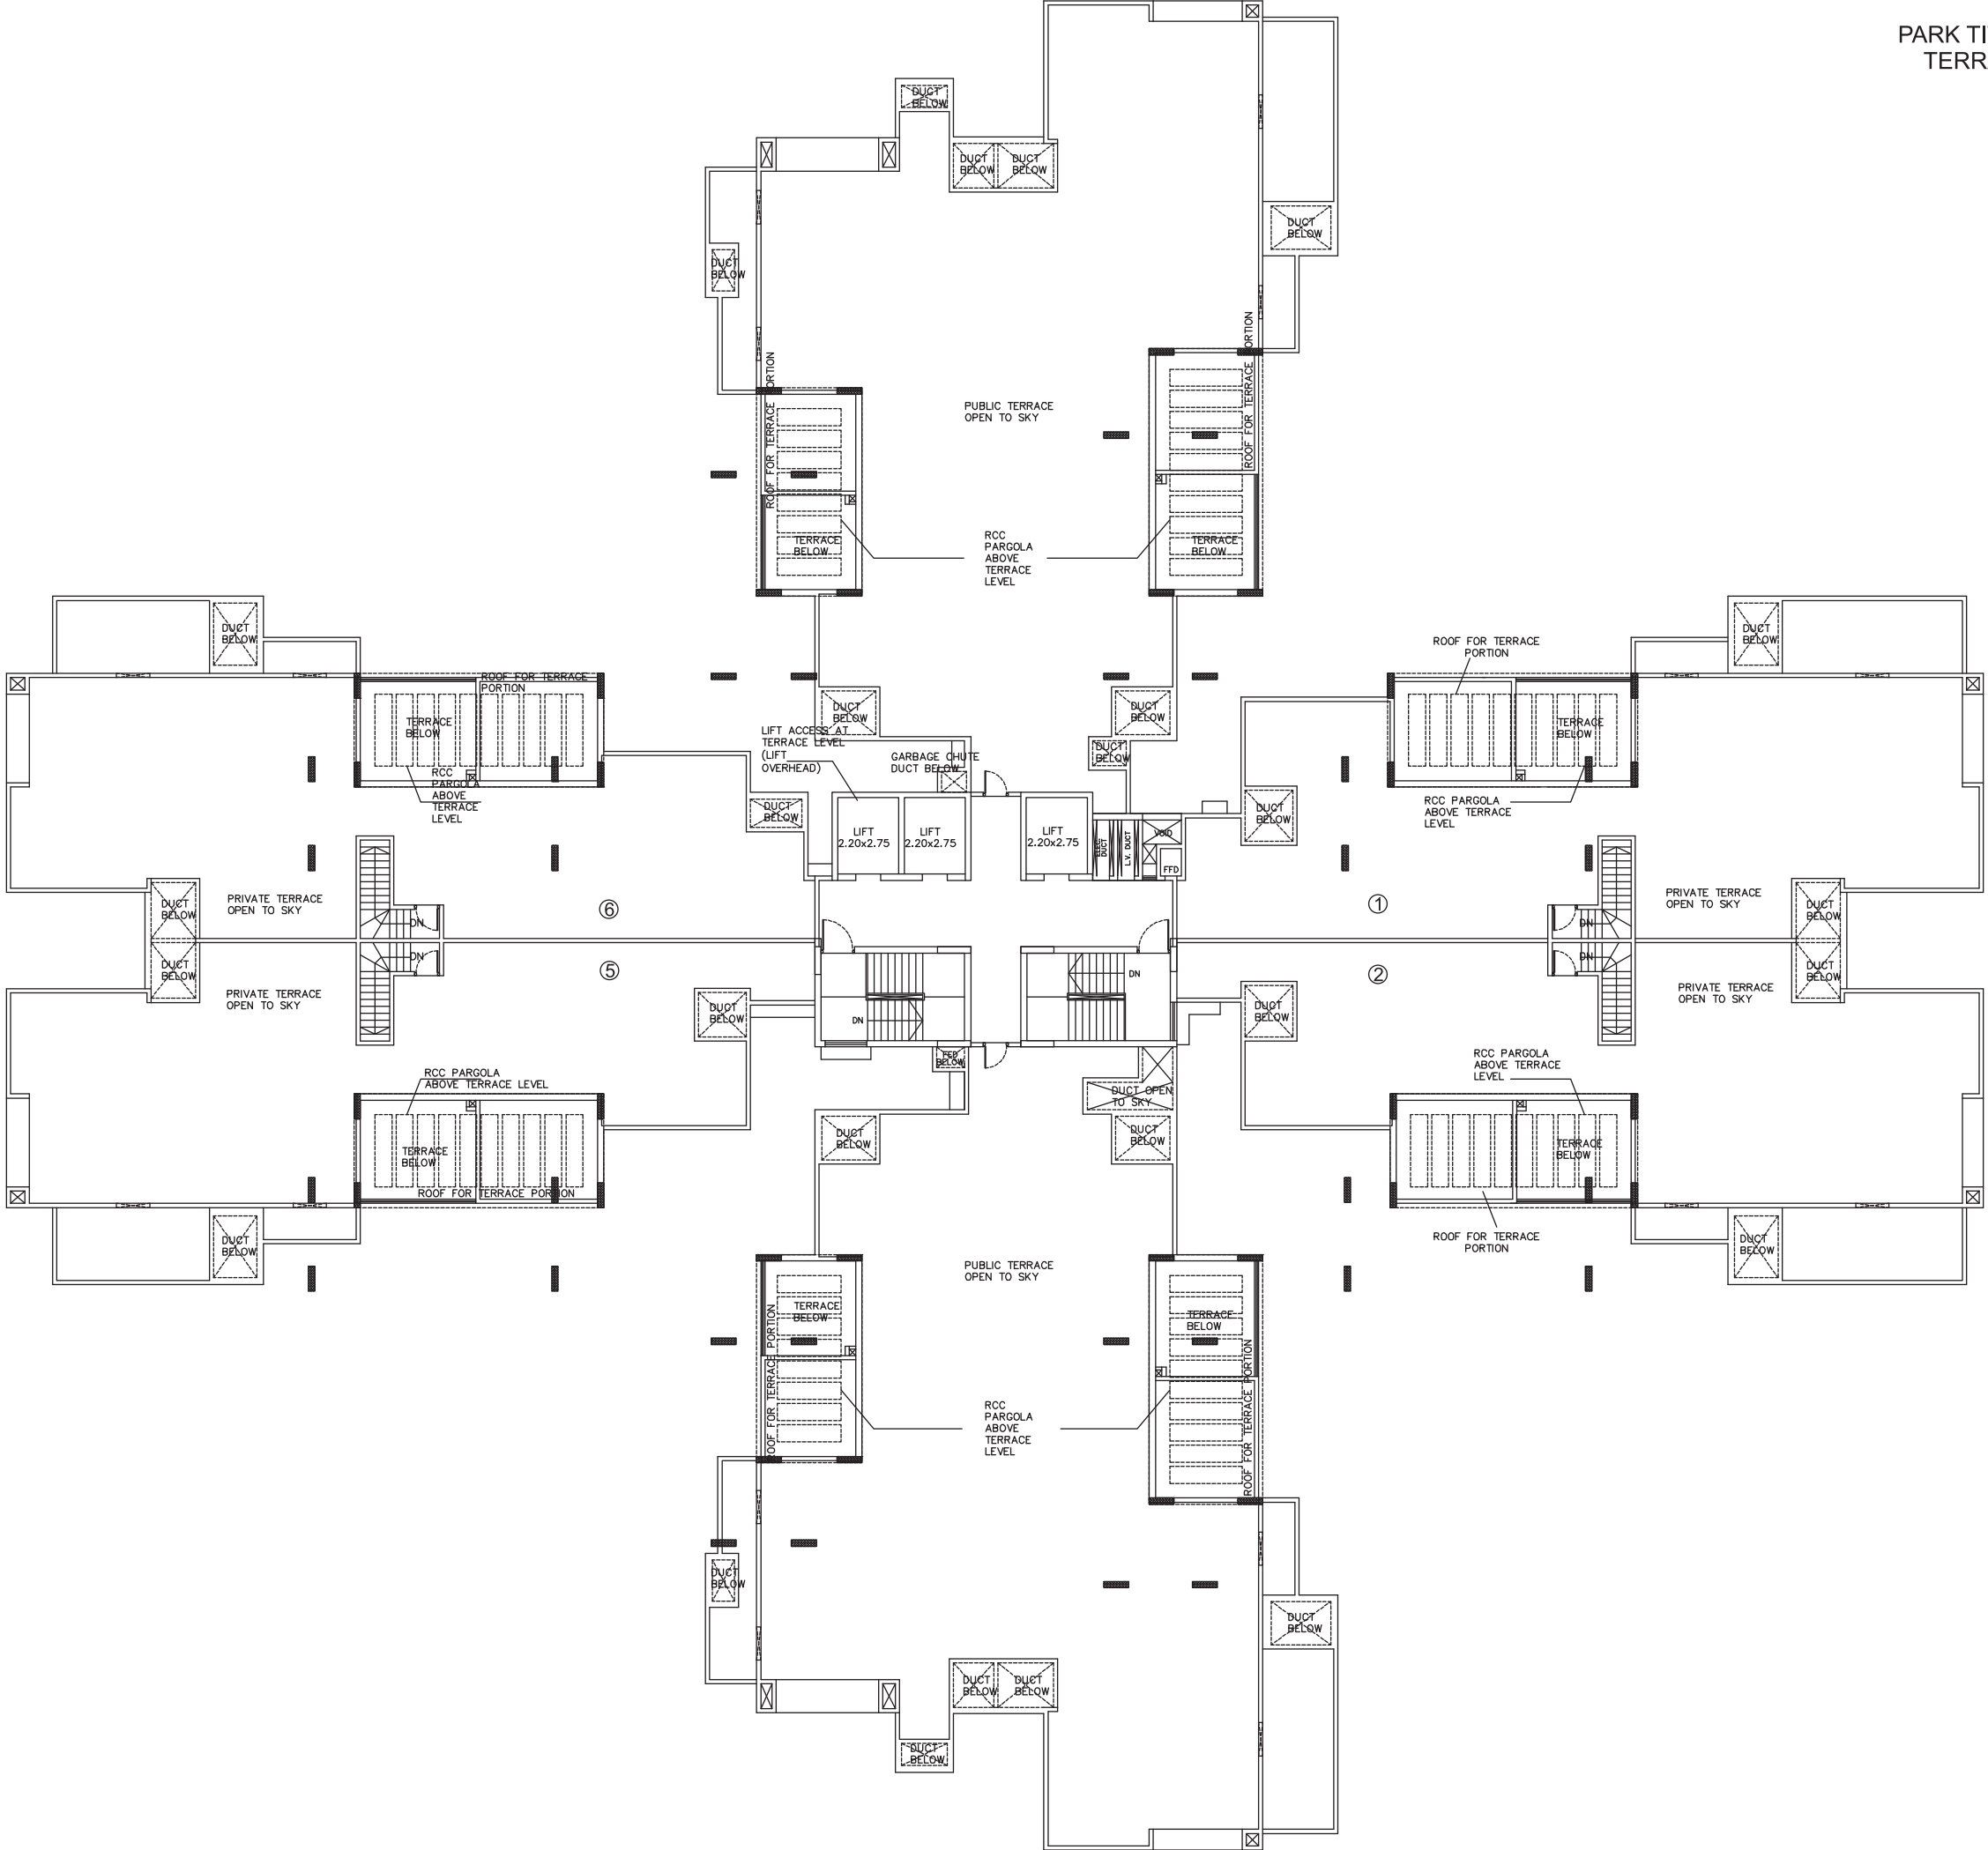 PARK TI
TERR
DUCT
BELOW
DUCT
BELOW
DUCT
BELOW
DUCT
BELOW
DUCT
BELOW
ROOF FOR TERRACE PORTION
ROOF FOR TERRACE PORTION
PUBLIC TERRACE
OPEN TO SKY
TERRACE
BELOW
RCC
PARGOLA
ABOVE
TERRACE
LEVEL
TERRACE
BELOW
DUCT
BELOW
ROOF FOR TERRACE
PORTION
TERRACE
BELOW
RCC
PARGOLA
ABOVE
TERRACE
LEVEL
DUCT
BELOW
DUCT
BELOW
LIFT ACCESS AT
TERRACE LEVEL
(LIFT
OVERHEAD)
GARBAGE CHUTE
DUCT BELOW
DUCT
BELOW
DUCT
BELOW
ROOF FOR TERRACE
PORTION
TERRACE
BELOW
RCC PARGOLA
ABOVE TERRACE
LEVEL
DUCT
BELOW
DUCT
BELOW
LIFT
2.20x2.75
LIFT
2.20x2.75
LIFT
2.20x2.75
ELEC
DUCT
L.V. DUCT
VOID
FFD
PRIVATE TERRACE
OPEN TO SKY
DUCT
BELOW
DUCT
BELOW
DN
DN
6
5
PRIVATE TERRACE
OPEN TO SKY
1
2
DN
DN
PRIVATE TERRACE
OPEN TO SKY
DUCT
BELOW
DUCT
BELOW
PRIVATE TERRACE
OPEN TO SKY
DN
DN
DUCT
BELOW
DUCT
BELOW
FFD
BELOW
DUCT OPEN
TO SKY
DUCT
BELOW
DUCT
BELOW
RCC PARGOLA
ABOVE TERRACE LEVEL
TERRACE
BELOW
ROOF FOR TERRACE PORTION
DUCT
BELOW
RCC PARGOLA
ABOVE TERRACE
LEVEL
TERRACE
BELOW
ROOF FOR TERRACE
PORTION
DUCT
BELOW
PUBLIC TERRACE
OPEN TO SKY
TERRACE
BELOW
TERRACE
BELOW
ROOF FOR TERRACE PORTION
ROOF FOR TERRACE PORTION
RCC
PARGOLA
ABOVE
TERRACE
LEVEL
DUCT
BELOW
DUCT
BELOW
DUCT
BELOW
DUCT
BELOW
DUCT
BELOW